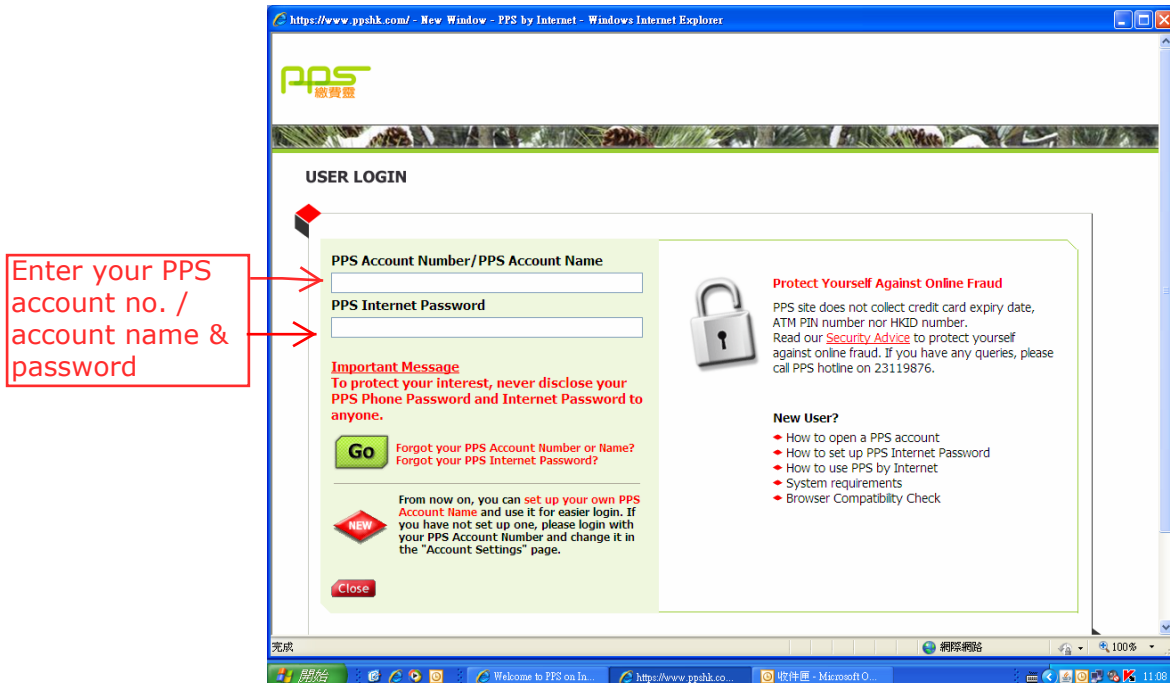 https://www.ppshk.com/ - New Window - PPS by Internet - Windows Internet Explorer
pps
繳費靈
USER LOGIN
Enter your PPS
account no. /
account name &
password
PPS Account Number/PPS Account Name
PPS Internet Password
Important Message
To protect your interest, never disclose your
PPS Phone Password and Internet Password to
anyone.
Go
Forgot your PPS Account Number or Name?
Forgot your PPS Internet Password?
NEW
From now on, you can set up your own PPS
Account Name and use it for easier login. If
you have not set up one, please login with
your PPS Account Number and change it in
the "Account Settings" page.
Close
Protect Yourself Against Online Fraud
PPS site does not collect credit card expiry date,
ATM PIN number nor HKID number.
Read our Security Advice to protect yourself
against online fraud. If you have any queries, please
call PPS hotline on 23119876.
New User?
How to open a PPS account
How to set up PPS Internet Password
How to use PPS by Internet
System requirements
Browser Compatibility Check
完成
網際網路
100%
開始
Welcome to PPS on In...
https://www.ppshk.co...
收件匣 - Microsoft O...
11:08